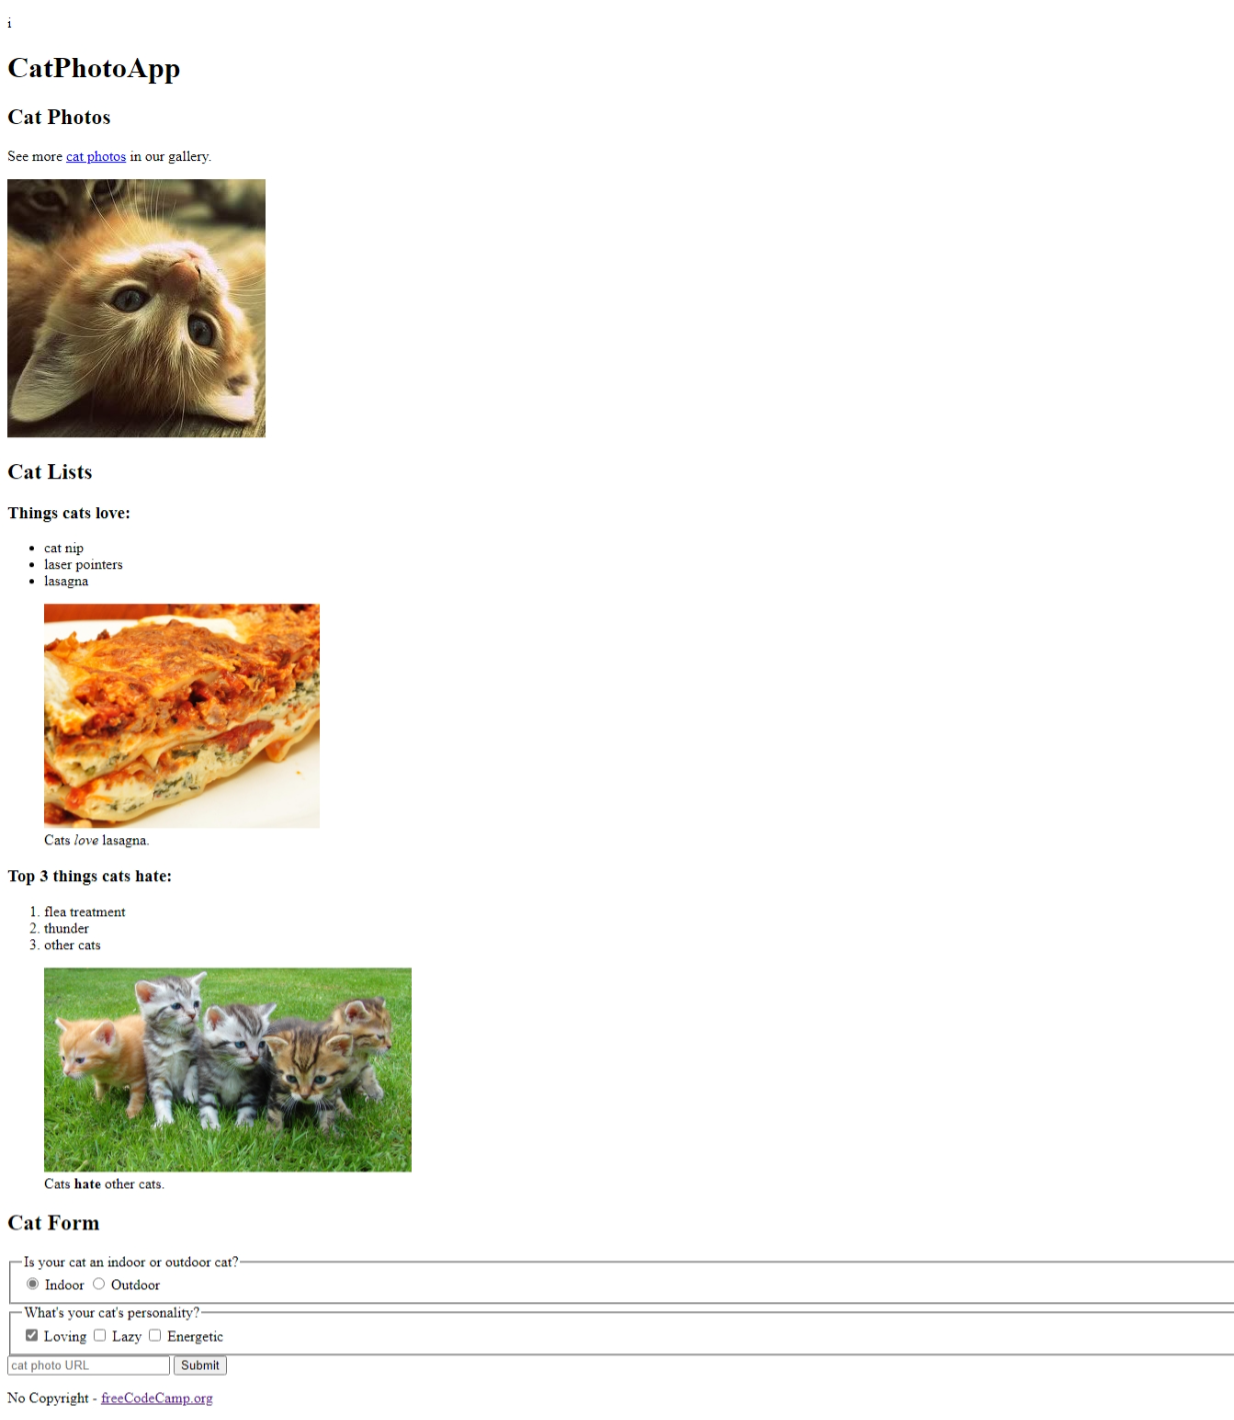 i
CatPhotoApp
Cat Photos
See more cat photos in our gallery.
Cat Lists
Things cats love:
• cat nip
• laser pointers
• lasagna
Cats love lasagna.
Top 3 things cats hate:
1. flea treatment
2. thunder
3. other cats
Cats hate other cats.
Cat Form
Is your cat an indoor or outdoor cat?
Indoor Outdoor
What's your cat's personality?
Loving Lazy Energetic
cat photo URL Submit
No Copyright - freeCodeCamp.org